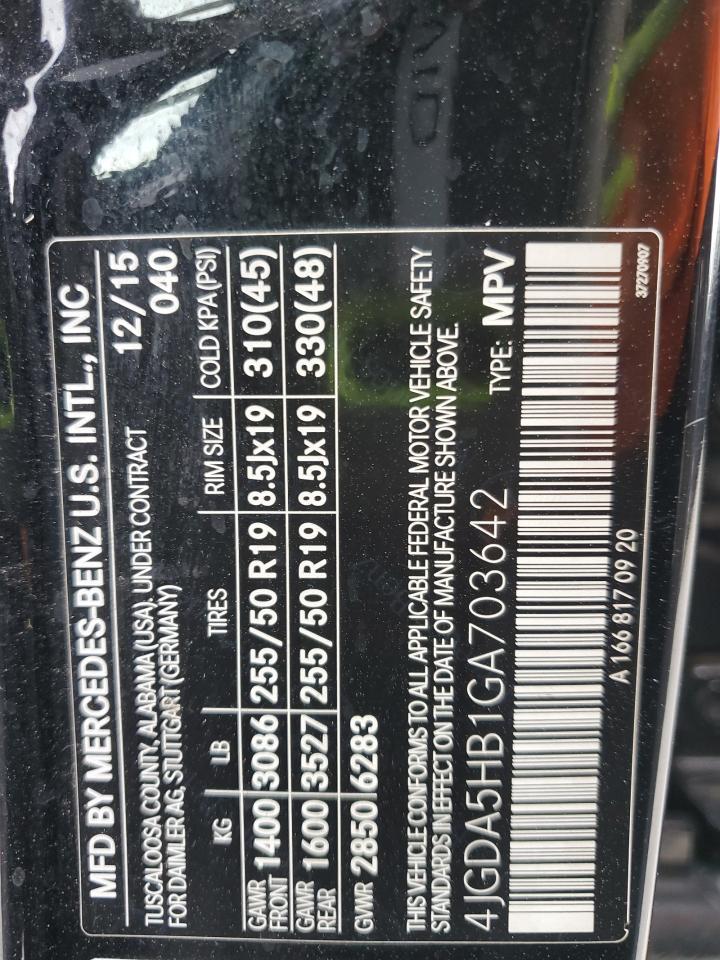 MFD BY MERCEDES-BENZ U.S. INTL., INC
TUSCALOOSA COUNTY, ALABAMA (USA), UNDER CONTRACT 12/15
FOR DAIMLER AG, STUTTGART (GERMANY) 040
KG LB TIRES RIM SIZE COLD KPA (PSI)
GAWR FRONT 1400 3086 255/50 R19 8.5Jx19 310(45)
GAWR REAR 1600 3527 255/50 R19 8.5Jx19 330(48)
GVWR 2850 6283
THIS VEHICLE CONFORMS TO ALL APPLICABLE FEDERAL MOTOR VEHICLE SAFETY
STANDARDS IN EFFECT ON THE DATE OF MANUFACTURE SHOWN ABOVE.
4JGDA5HB1GA703642 TYPE: MPV
A 166 817 09 20 37270907